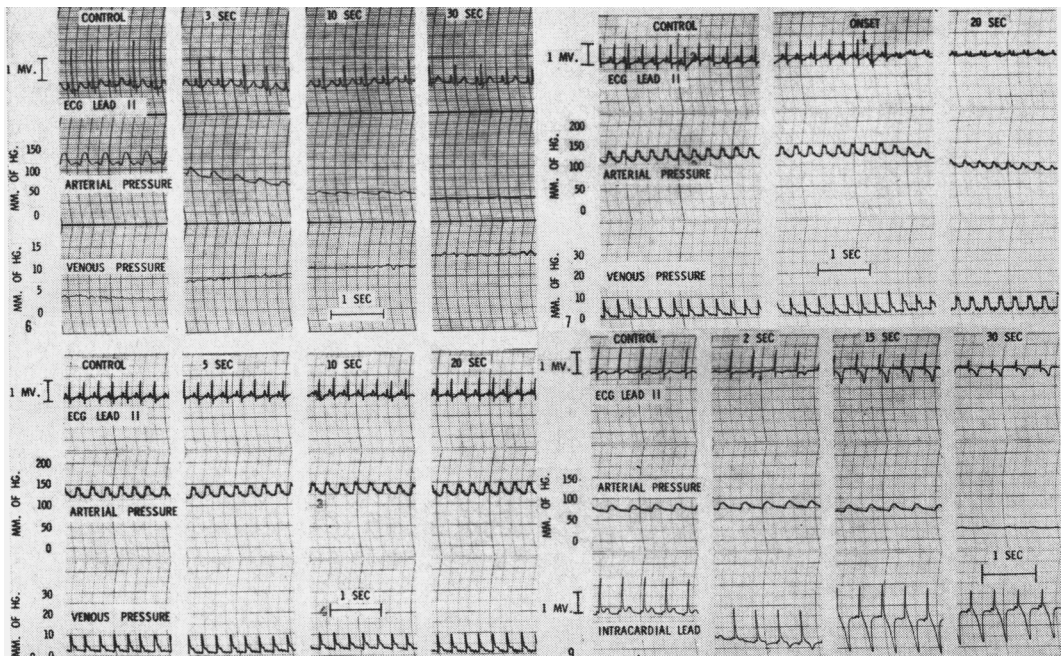 CONTROL 3 SEC 10 SEC 30 SEC
1 MV.
ECG LEAD II
150
100
50
0
MM. OF HG.
ARTERIAL PRESSURE
15
10
5
0
MM. OF HG.
VENOUS PRESSURE
1 SEC
6
CONTROL ONSET 20 SEC
1 MV.
ECG LEAD II
200
150
100
50
0
MM. OF HG.
ARTERIAL PRESSURE
30
20
10
0
MM. OF HG.
VENOUS PRESSURE
1 SEC
7
CONTROL 5 SEC 10 SEC 20 SEC
1 MV.
ECG LEAD II
200
150
100
50
0
MM. OF HG.
ARTERIAL PRESSURE
30
20
10
0
MM. OF HG.
VENOUS PRESSURE
1 SEC
CONTROL 2 SEC 15 SEC 30 SEC
1 MV.
ECG LEAD II
150
100
50
0
MM. OF HG.
ARTERIAL PRESSURE
1 SEC
1 MV.
INTRACARDIAL LEAD